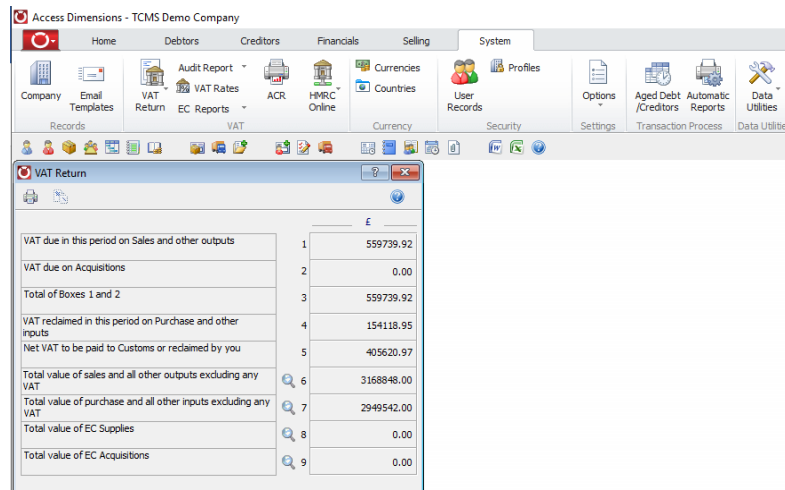 Access Dimensions - TCMS Demo Company
Home Debtors Creditors Financials Selling System
Company
Email Templates
VAT Return
Audit Report
VAT Rates
EC Reports
ACR
HMRC Online
Currencies
Countries
User Records
Profiles
Options
Aged Debt /Creditors
Automatic Reports
Data Utilities
Records VAT Currency Security Settings Transaction Process Data Utilitie
VAT Return
£
VAT due in this period on Sales and other outputs 1 559739.92
VAT due on Acquisitions 2 0.00
Total of Boxes 1 and 2 3 559739.92
VAT reclaimed in this period on Purchase and other
inputs 4 154118.95
Net VAT to be paid to Customs or reclaimed by you 5 405620.97
Total value of sales and all other outputs excluding any
VAT 6 3168848.00
Total value of purchase and all other inputs excluding any
VAT 7 2949542.00
Total value of EC Supplies 8 0.00
Total value of EC Acquisitions 9 0.00